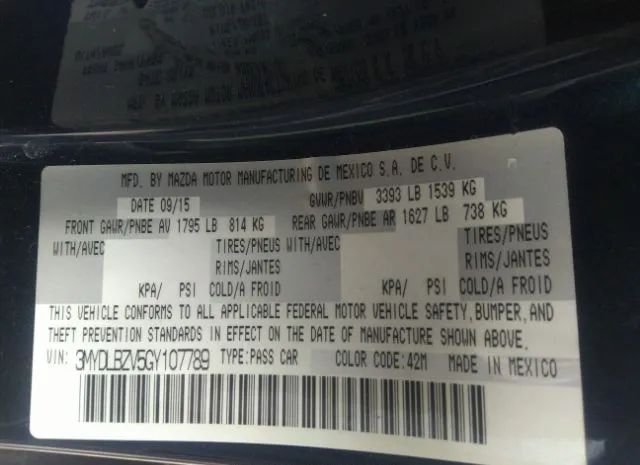 MFD. BY MAZDA MOTOR MANUFACTURING DE MEXICO S.A. DE C.V.
DATE 09/15 GVWR/PNBV 3393 LB 1539 KG
FRONT GAWR/PNBE AV 1795 LB 814 KG REAR GAWR/PNBE AR 1627 LB 738 KG
WITH/AVEC TIRES/PNEUS WITH/AVEC TIRES/PNEUS
RIMS/JANTES RIMS/JANTES
KPA/ PSI COLD/A FROID KPA/ PSI COLD/A FROID
THIS VEHICLE CONFORMS TO ALL APPLICABLE FEDERAL MOTOR VEHICLE SAFETY, BUMPER, AND
THEFT PREVENTION STANDARDS IN EFFECT ON THE DATE OF MANUFACTURE SHOWN ABOVE.
VIN: 3MYDLBZV5GY107789 TYPE: PASS CAR COLOR CODE: 42M MADE IN MEXICO